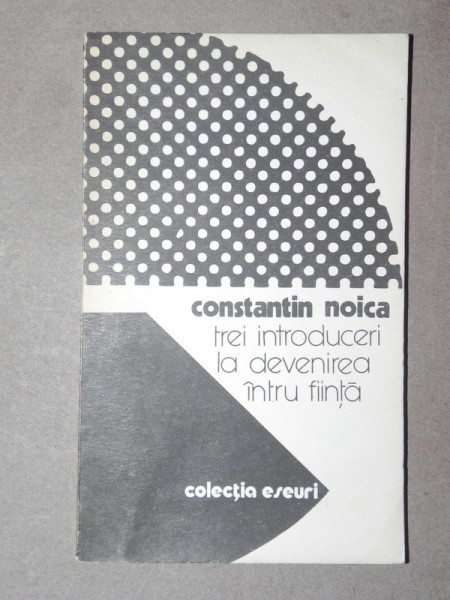 constantin noica
trei introduceri
la devenirea
întru ființă
colecția eseuri